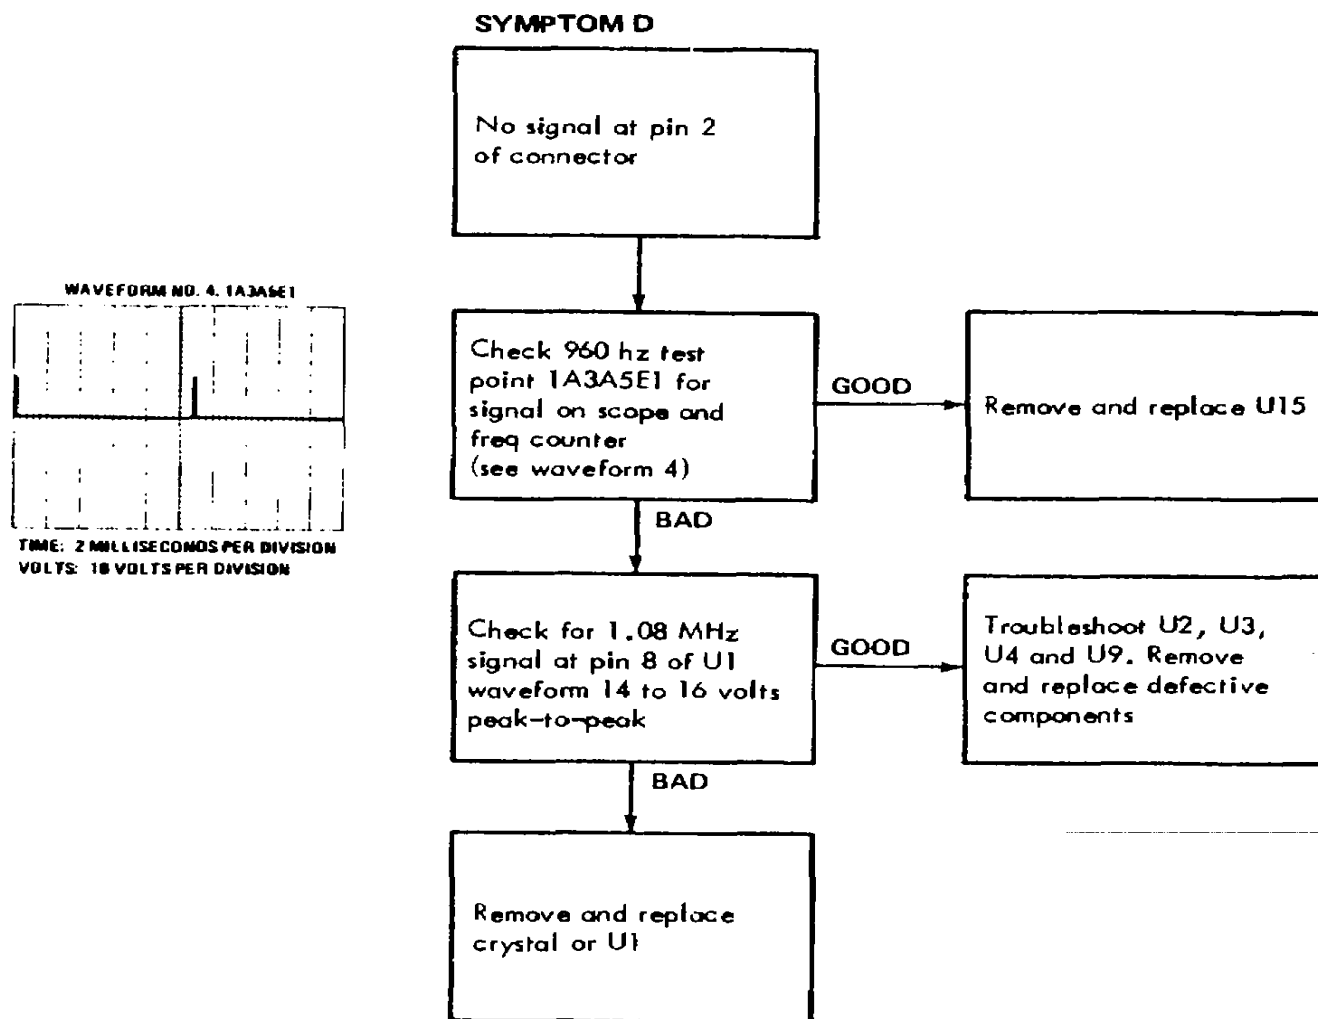 SYMPTOM D
No signal at pin 2
of connector
WAVEFORM NO. 4. 1A3A5E1
TIME: 2 MILLISECONDS PER DIVISION
VOLTS: 10 VOLTS PER DIVISION
Check 960 hz test
point 1A3A5E1 for
signal on scope and
freq counter
(see waveform 4)
GOOD
Remove and replace U15
BAD
Check for 1.08 MHz
signal at pin 8 of U1
waveform 14 to 16 volts
peak-to-peak
GOOD
Troubleshoot U2, U3,
U4 and U9. Remove
and replace defective
components
BAD
Remove and replace
crystal or U1